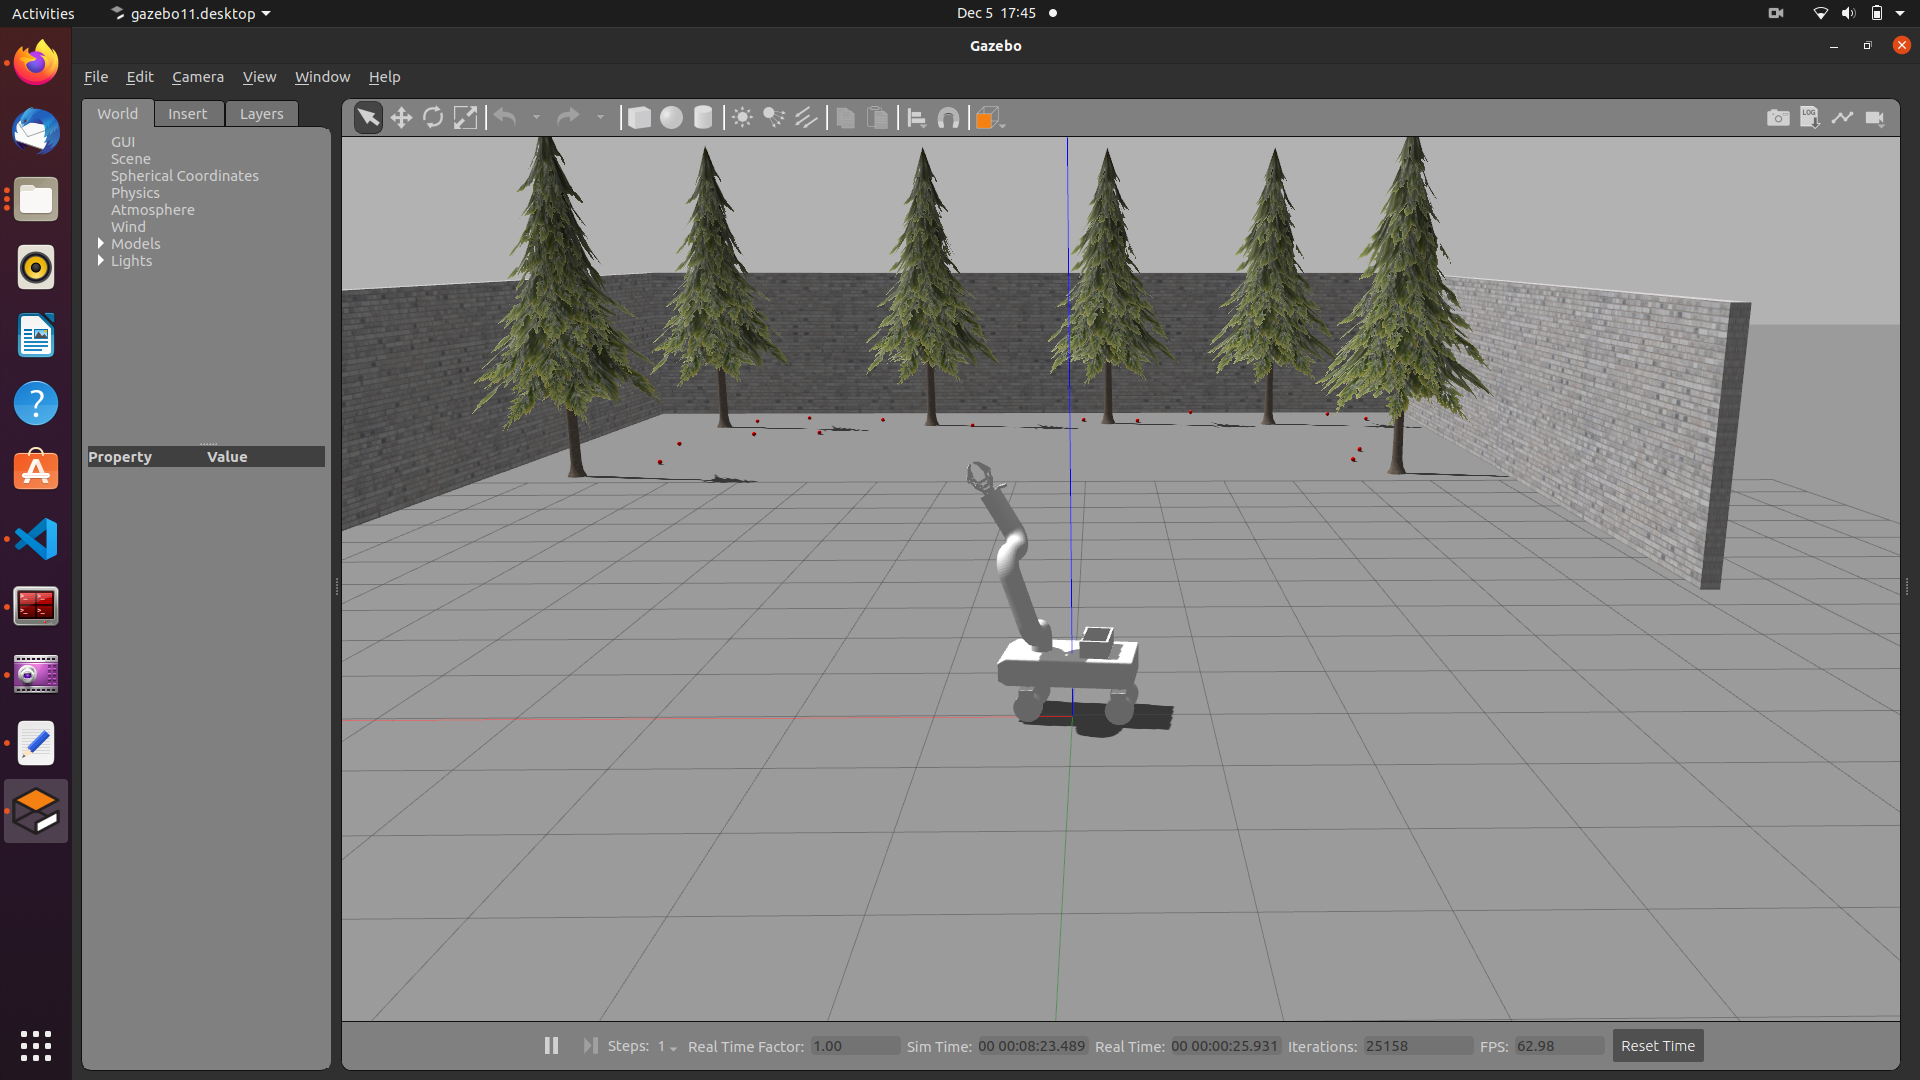 Activities gazebo11.desktop Dec 5 17:45
Gazebo
File Edit Camera View Window Help
World Insert Layers
GUI
Scene
Spherical Coordinates
Physics
Atmosphere
Wind
Models
Lights
Property Value
LOG
Steps: 1 Real Time Factor: 1.00 Sim Time: 00 00:08:23.489 Real Time: 00 00:00:25.931 Iterations: 25158 FPS: 62.98 Reset Time